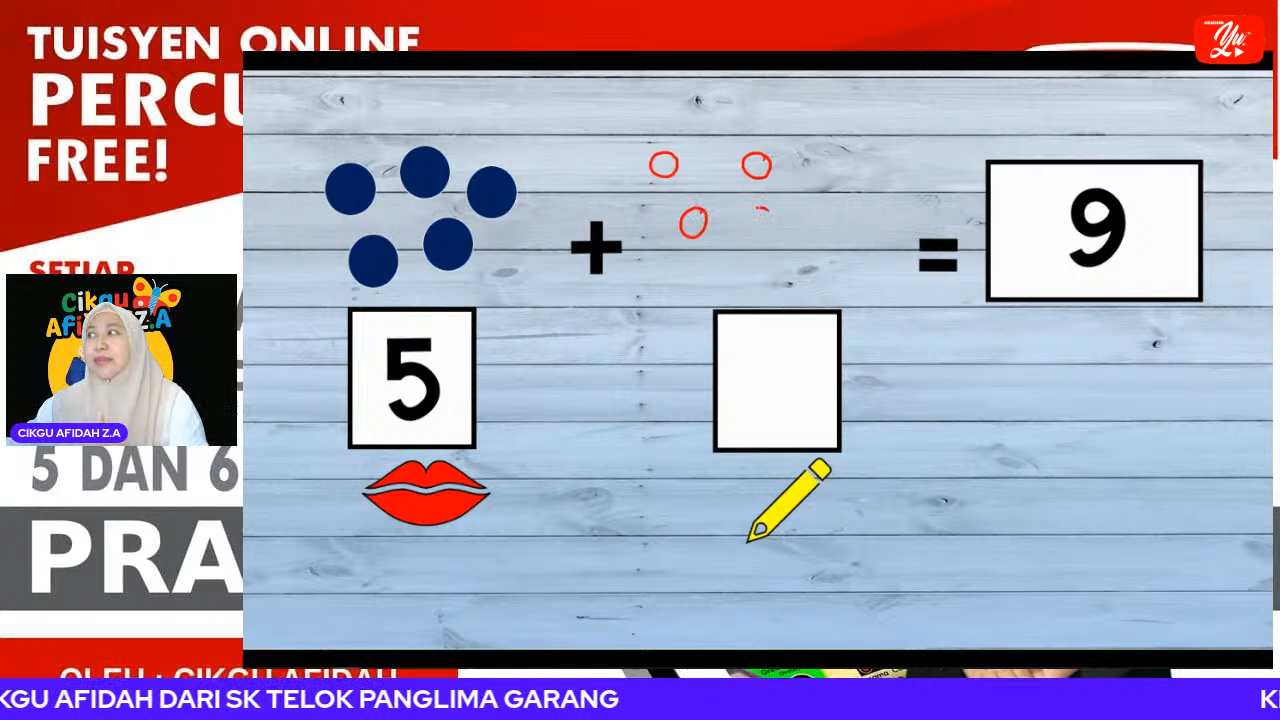 TUISYEN ONLINE
PERCU
FREE!
SETIAP
5 DAN 6
PRA
+
=
9
5
Cikgu
Afi
Z.A
CIKGU AFIDAH Z.A
OLEH : CIKGU AFIDAH
KGU AFIDAH DARI SK TELOK PANGLIMA GARANG